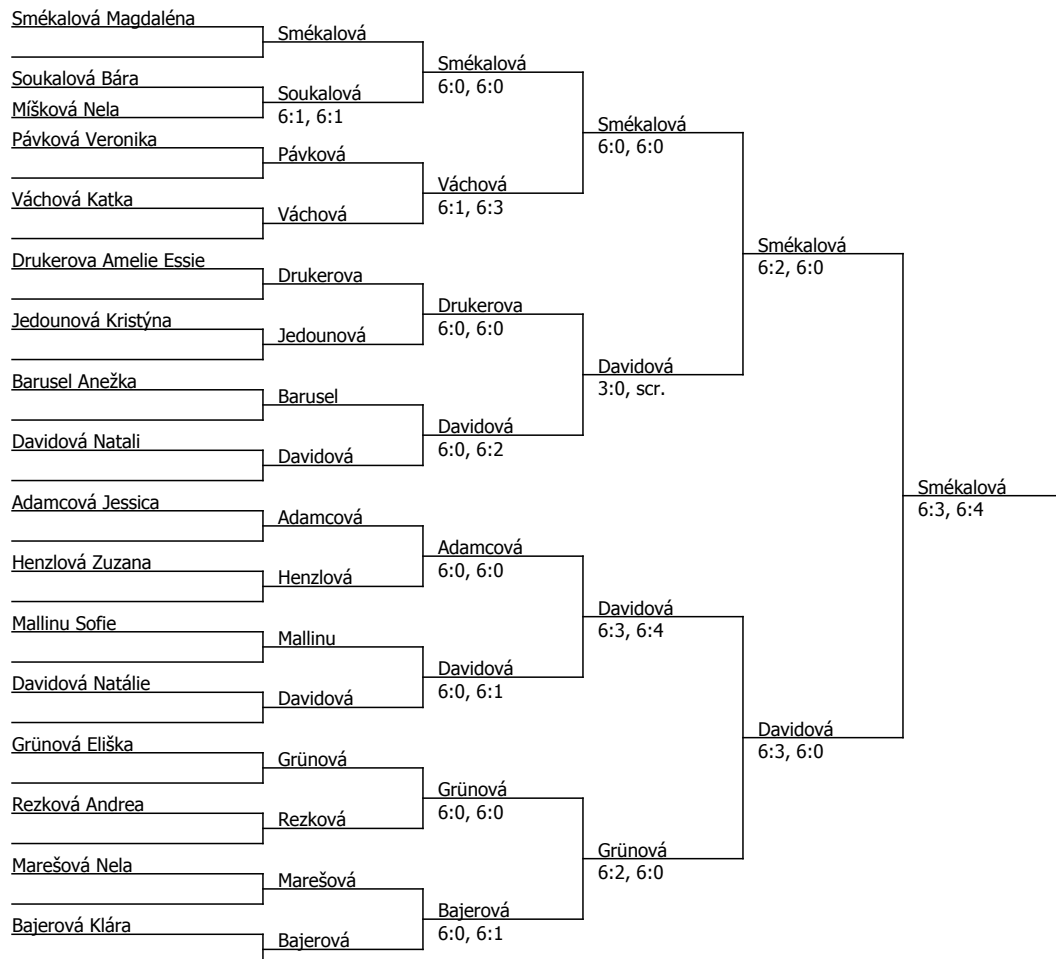 Smékalová Magdaléna
Smékalová
Smékalová
6:0, 6:0
Soukalová Bára
Soukalová
6:1, 6:1
Míšková Nela
Smékalová
6:0, 6:0
Pávková Veronika
Pávková
Váchová
6:1, 6:3
Váchová Katka
Váchová
Smékalová
6:2, 6:0
Drukerova Amelie Essie
Drukerova
Drukerova
6:0, 6:0
Jedounová Kristýna
Jedounová
Davidová
3:0, scr.
Barusel Anežka
Barusel
Davidová
6:0, 6:2
Davidová Natali
Davidová
Smékalová
6:3, 6:4
Adamcová Jessica
Adamcová
Adamcová
6:0, 6:0
Henzlová Zuzana
Henzlová
Davidová
6:3, 6:4
Mallinu Sofie
Mallinu
Davidová
6:0, 6:1
Davidová Natálie
Davidová
Davidová
6:3, 6:0
Grünová Eliška
Grünová
Grünová
6:0, 6:0
Rezková Andrea
Rezková
Grünová
6:2, 6:0
Marešová Nela
Marešová
Bajerová
6:0, 6:1
Bajerová Klára
Bajerová